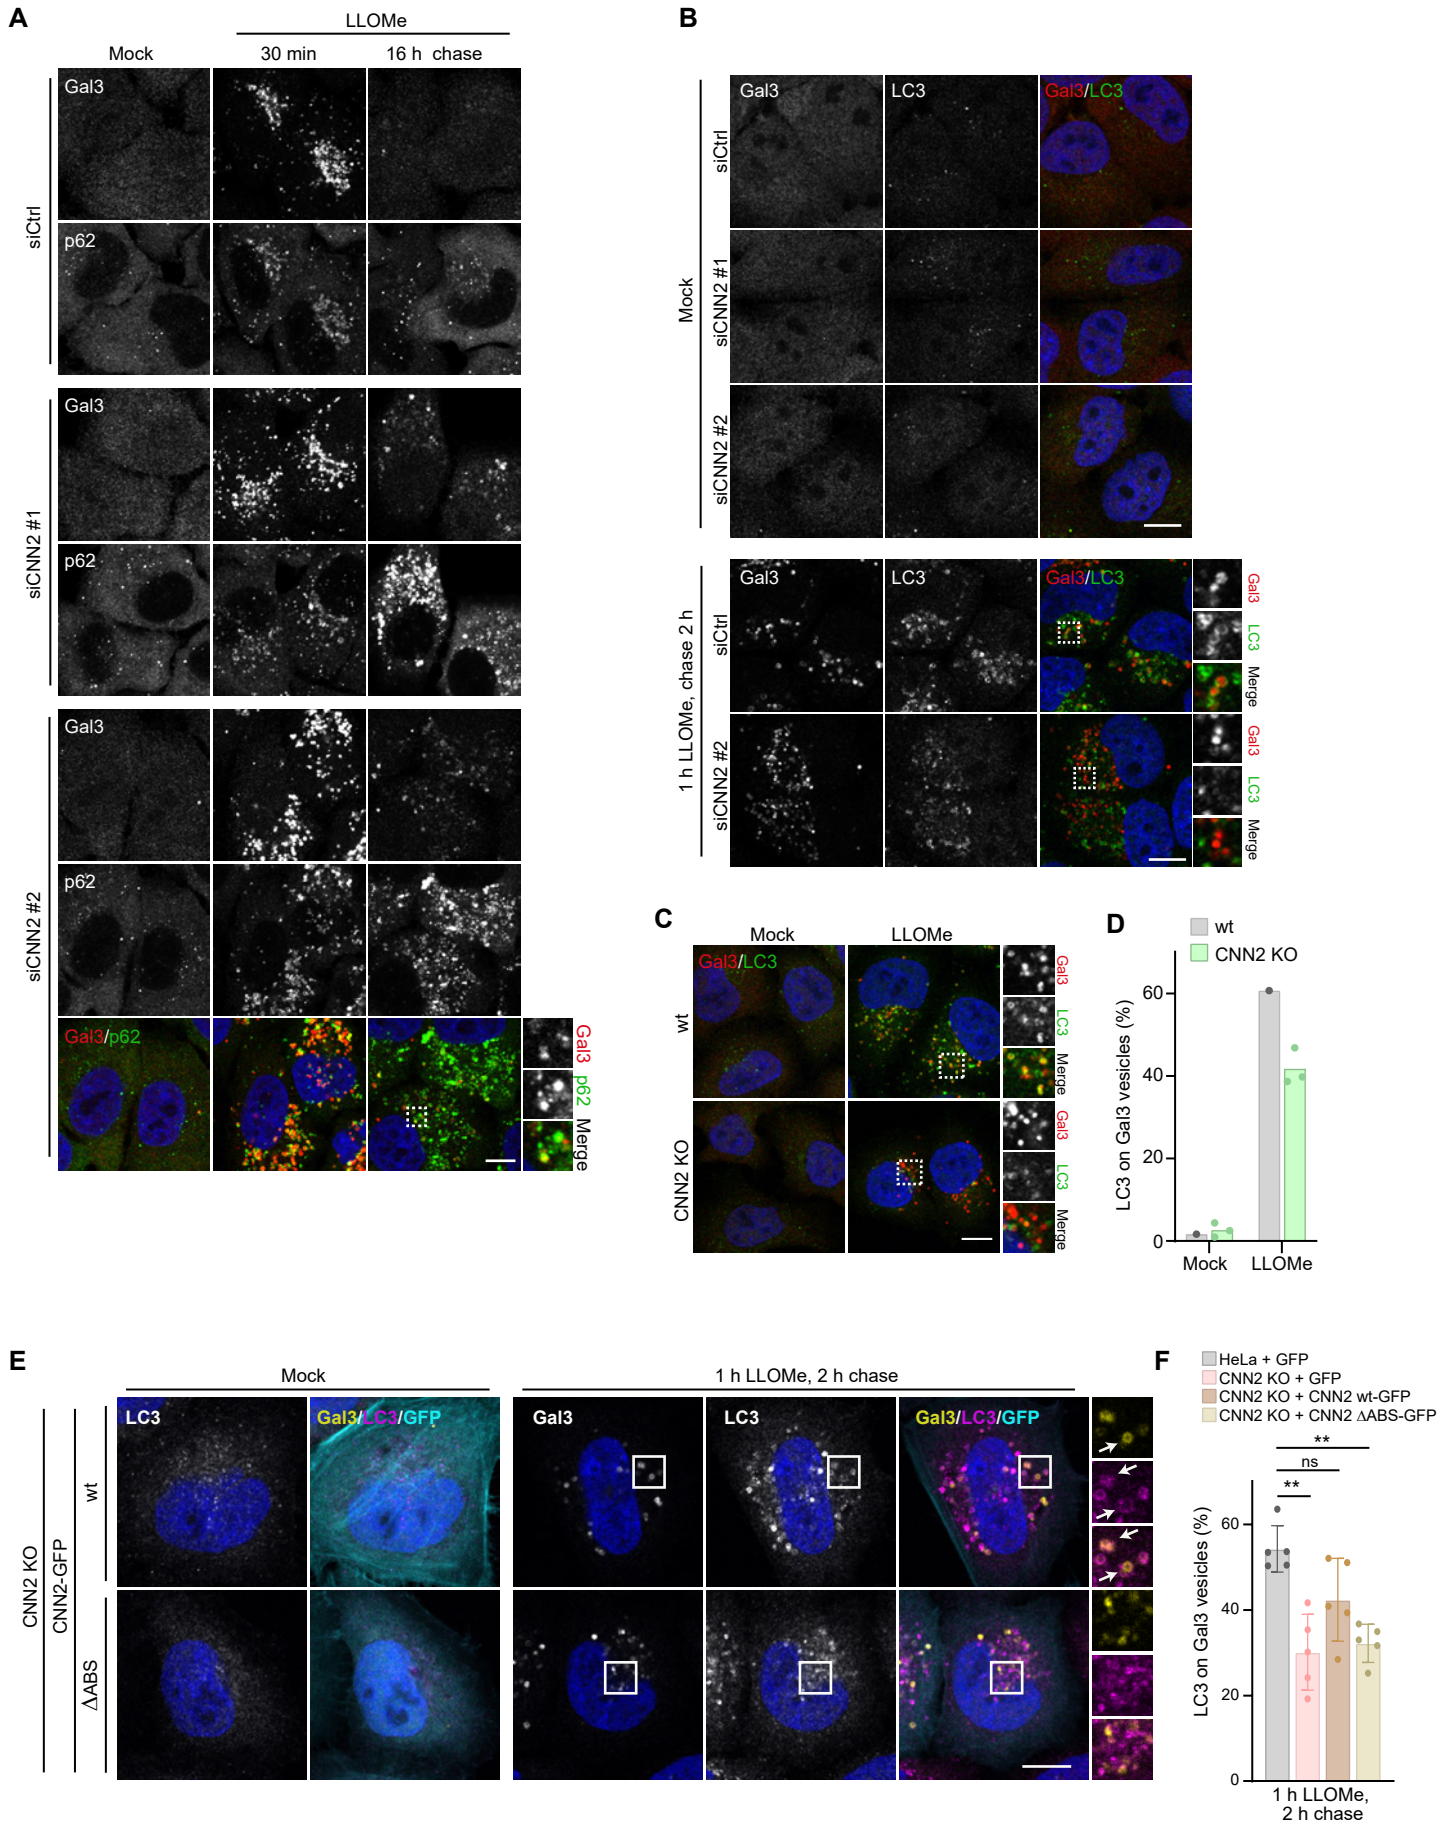 A
LLOMe
Mock
30 min
16 h chase
siCtrl
Gal3
p62
siCNN2 #1
Gal3
p62
siCNN2 #2
Gal3
p62
Gal3/p62
Gal3
p62
Merge
B
Mock
siCtrl
Gal3
LC3
Gal3/LC3
siCNN2 #1
siCNN2 #2
1 h LLOMe, chase 2 h
siCtrl
Gal3
LC3
Gal3/LC3
Gal3
LC3
Merge
siCNN2 #2
Gal3
LC3
Merge
C
Mock
LLOMe
wt
Gal3/LC3
Gal3
LC3
Merge
CNN2 KO
Gal3
LC3
Merge
D
wt
CNN2 KO
LC3 on Gal3 vesicles (%)
60
40
20
0
Mock
LLOMe
E
Mock
1 h LLOMe, 2 h chase
CNN2 KO
CNN2-GFP
wt
LC3
Gal3/LC3/GFP
Gal3
LC3
Gal3/LC3/GFP
ΔABS
F
HeLa + GFP
CNN2 KO + GFP
CNN2 KO + CNN2 wt-GFP
CNN2 KO + CNN2 ΔABS-GFP
**
ns
**
LC3 on Gal3 vesicles (%)
60
40
20
0
1 h LLOMe,
2 h chase